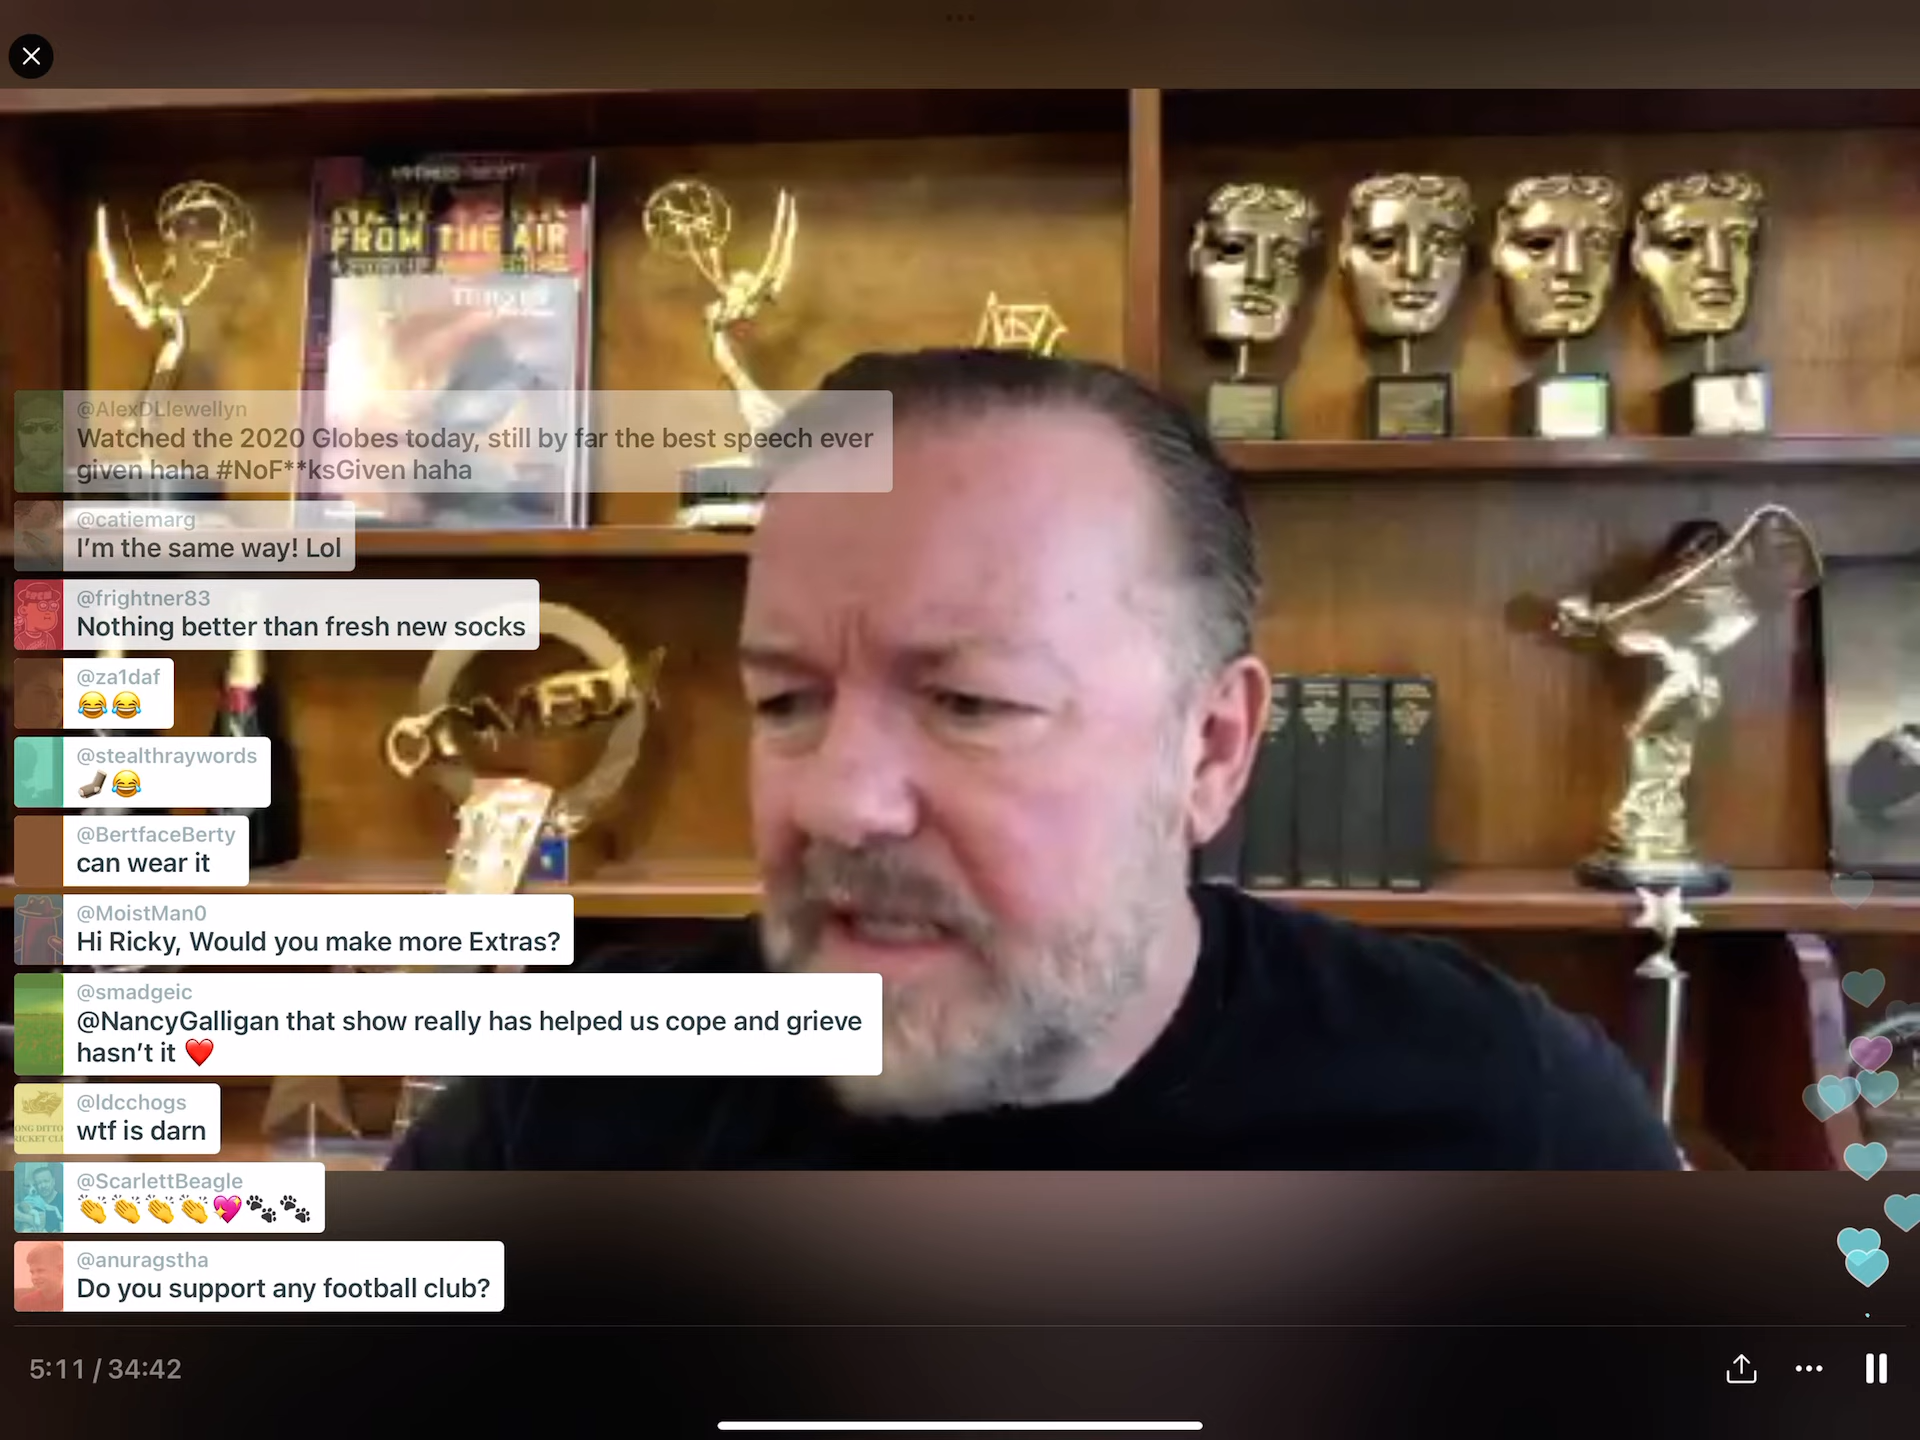 FROM THE AIR
@AlexDLlewellyn
Watched the 2020 Globes today, still by far the best speech ever
given haha #NoF**ksGiven haha
@catiemarg
I'm the same way! Lol
@frightner83
Nothing better than fresh new socks
@za1daf
😂😂
@stealthraywords
🧦😂
@BertfaceBerty
can wear it
@MoistMan0
Hi Ricky, Would you make more Extras?
@smadgeic
@NancyGalligan that show really has helped us cope and grieve
hasn't it ❤️
@ldcchogs
wtf is darn
@ScarlettBeagle
👏👏👏👏💖🐾🐾
@anuragstha
Do you support any football club?
5:11 / 34:42